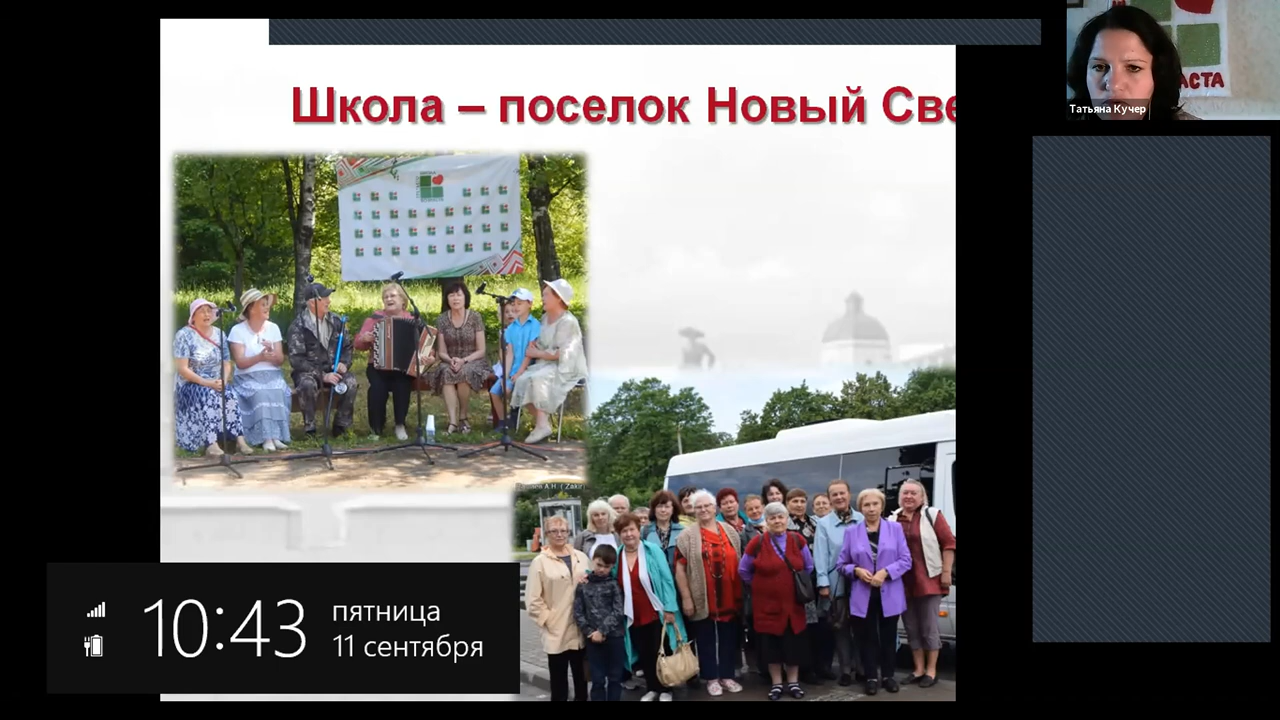 Школа – поселок Новый Све
АСТА
Татьяна Кучер
10:43
пятница
11 сентября